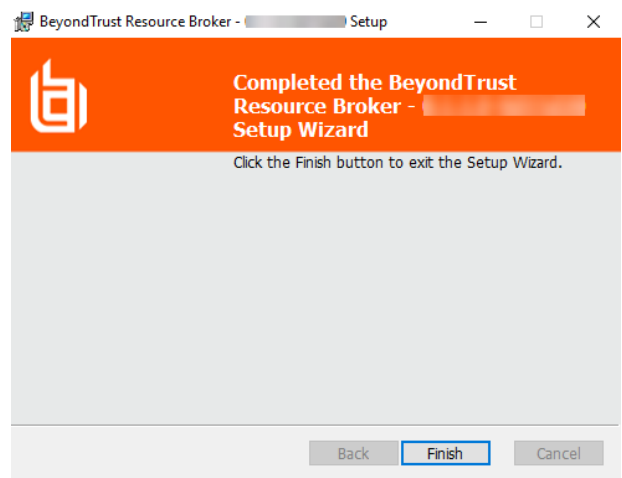 BeyondTrust Resource Broker - ( ) Setup
Completed the BeyondTrust
Resource Broker -
Setup Wizard
Click the Finish button to exit the Setup Wizard.
Back Finish Cancel